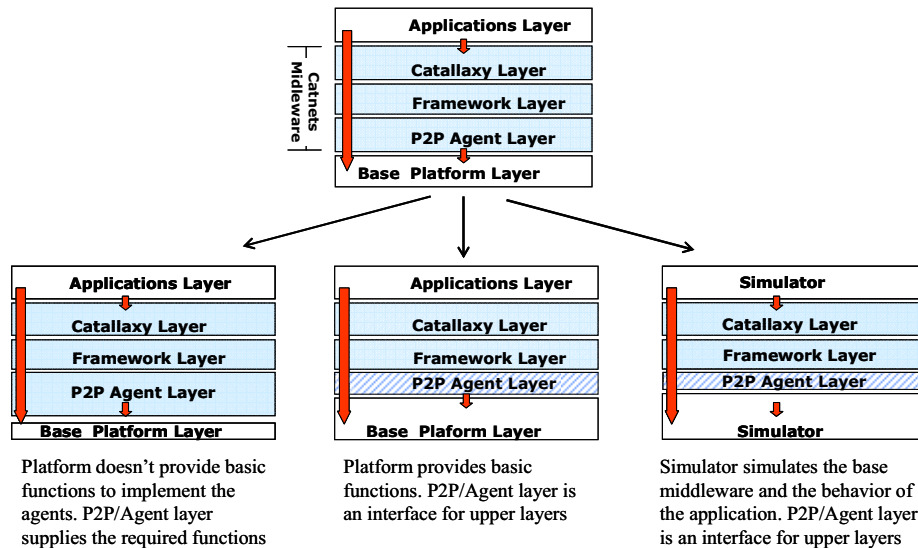 Applications Layer
Catnets
Midleware
Catallaxy Layer
Framework Layer
P2P Agent Layer
Base Platform Layer
Applications Layer
Catallaxy Layer
Framework Layer
P2P Agent Layer
Base Platform Layer
Platform doesn't provide basic
functions to implement the
agents. P2P/Agent layer
supplies the required functions
Applications Layer
Catallaxy Layer
Framework Layer
P2P Agent Layer
Base Plaform Layer
Platform provides basic
functions. P2P/Agent layer is
an interface for upper layers
Simulator
Catallaxy Layer
Framework Layer
P2P Agent Layer
Simulator
Simulator simulates the base
middleware and the behavior of
the application. P2P/Agent layer
is an interface for upper layers